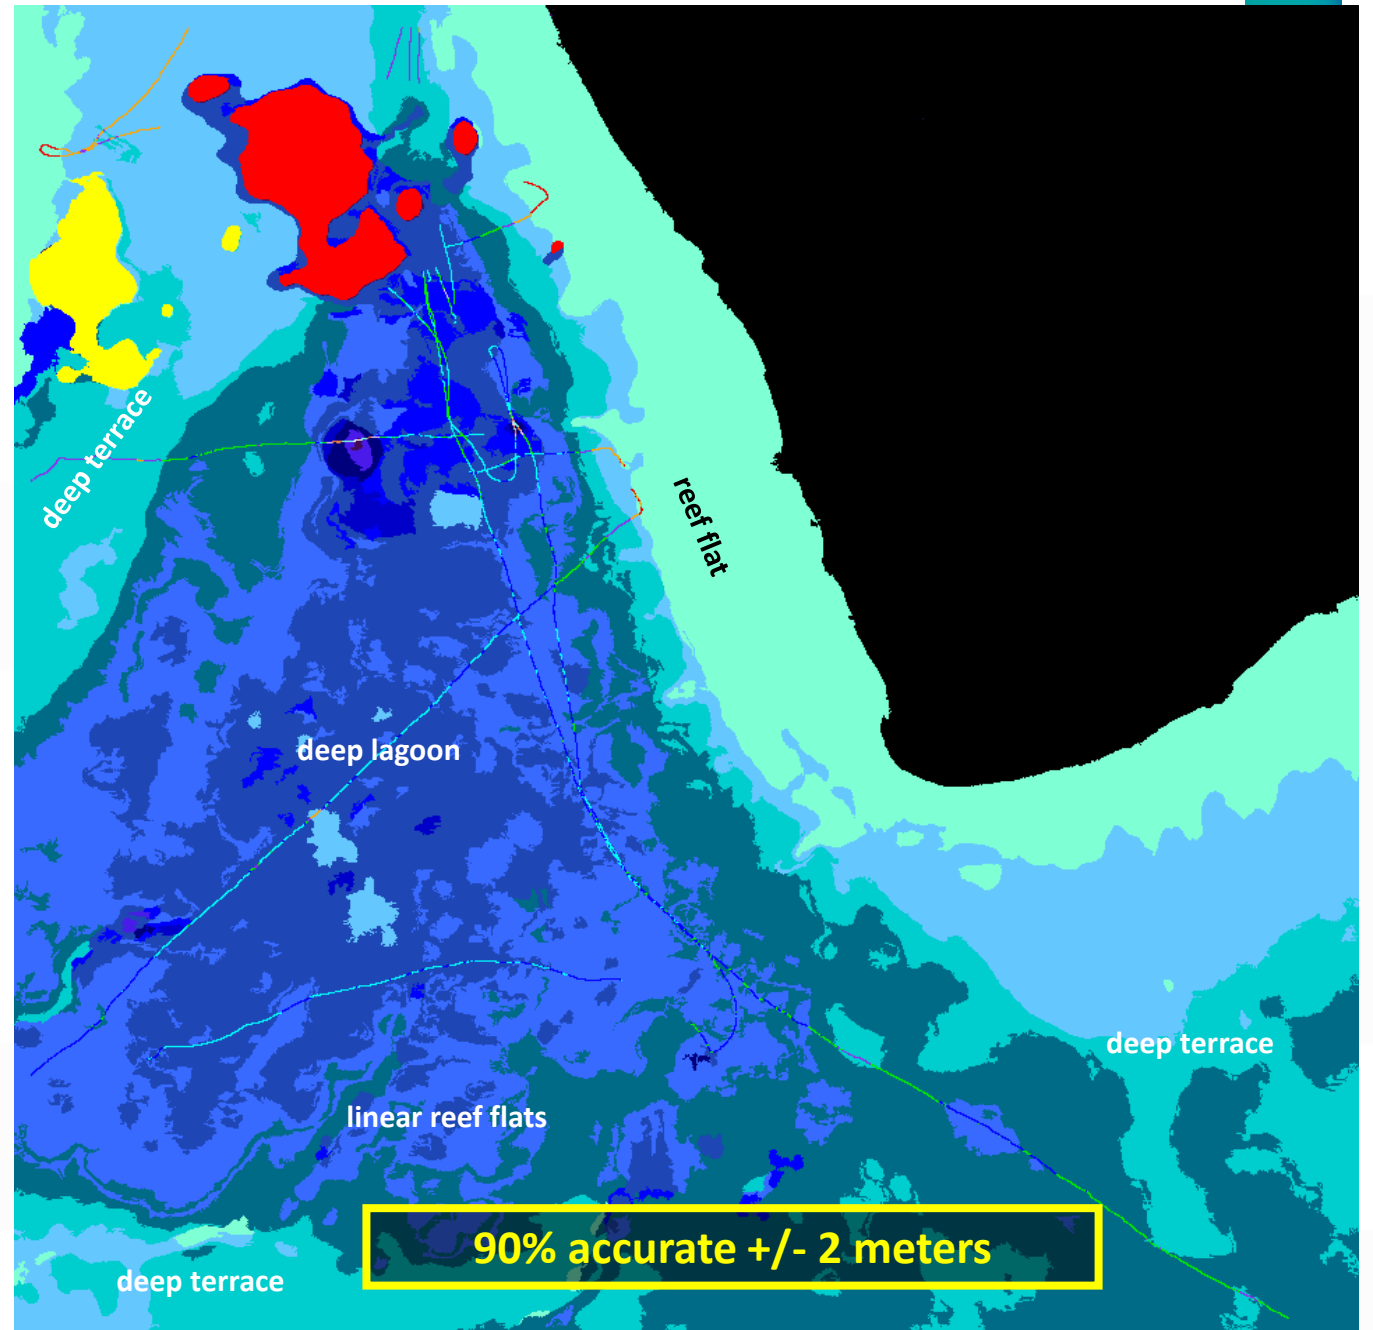 deep terrace
reef flat
deep lagoon
deep terrace
linear reef flats
90% accurate +/- 2 meters
deep terrace